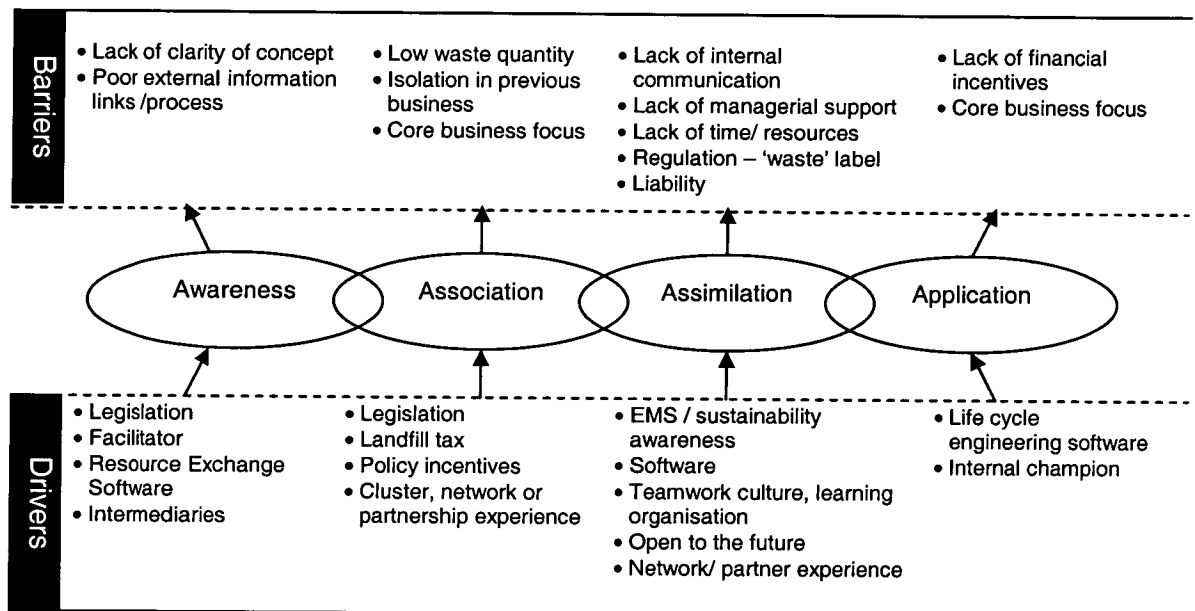 Barriers
• Lack of clarity of concept
• Poor external information
links /process
• Low waste quantity
• Isolation in previous
business
• Core business focus
• Lack of internal
communication
• Lack of managerial support
• Lack of time/ resources
• Regulation – ‘waste’ label
• Liability
• Lack of financial
incentives
• Core business focus
Awareness
Association
Assimilation
Application
Drivers
• Legislation
• Facilitator
• Resource Exchange
Software
• Intermediaries
• Legislation
• Landfill tax
• Policy incentives
• Cluster, network or
partnership experience
• EMS / sustainability
awareness
• Software
• Teamwork culture, learning
organisation
• Open to the future
• Network/ partner experience
• Life cycle
engineering software
• Internal champion